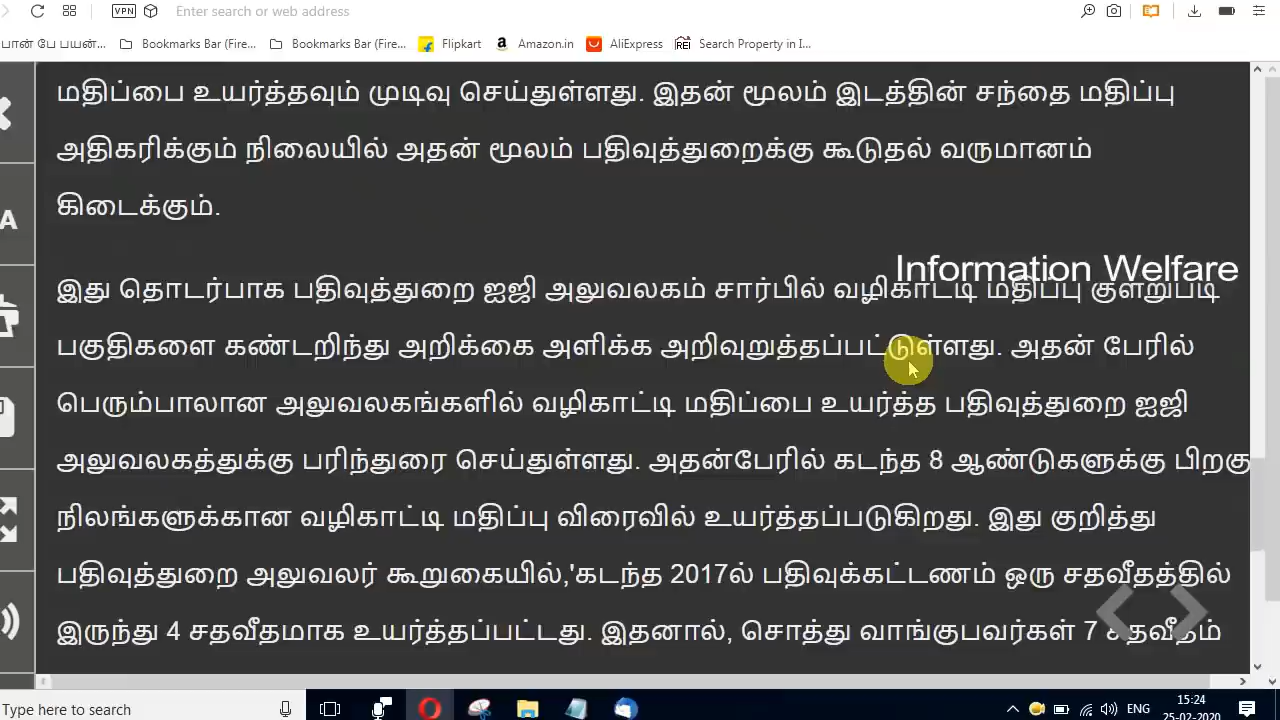 VPN Enter search or web address
Bookmarks Bar (Fire... Bookmarks Bar (Fire... Flipkart Amazon.in AliExpress REI Search Property in I...
மதிப்பை உயர்த்தவும் முடிவு செய்துள்ளது. இதன் மூலம் இடத்தின் சந்தை மதிப்பு
அதிகரிக்கும் நிலையில் அதன் மூலம் பதிவுத்துறைக்கு கூடுதல் வருமானம்
கிடைக்கும்.
Information Welfare
இது தொடர்பாக பதிவுத்துறை ஐஜி அலுவலகம் சார்பில் வழிகாட்டி மதிப்பு குளறுபடி
பகுதிகளை கண்டறிந்து அறிக்கை அளிக்க அறிவுறுத்தப்பட்டுள்ளது. அதன் பேரில்
பெரும்பாலான அலுவலகங்களில் வழிகாட்டி மதிப்பை உயர்த்த பதிவுத்துறை ஐஜி
அலுவலகத்துக்கு பரிந்துரை செய்துள்ளது. அதன்பேரில் கடந்த 8 ஆண்டுகளுக்கு பிறகு
நிலங்களுக்கான வழிகாட்டி மதிப்பு விரைவில் உயர்த்தப்படுகிறது. இது குறித்து
பதிவுத்துறை அலுவலர் கூறுகையில்,'கடந்த 2017ல் பதிவுக்கட்டணம் ஒரு சதவீதத்தில்
இருந்து 4 சதவீதமாக உயர்த்தப்பட்டது. இதனால், சொத்து வாங்குபவர்கள் 7 சதவீதம்
A
Type here to search
ENG
15:24
25-02-2020